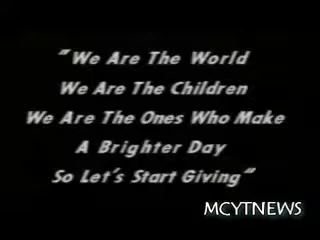 "We Are The World
We Are The Children
We Are The Ones Who Make
A Brighter Day
So Let's Start Giving"
MCYTNEWS